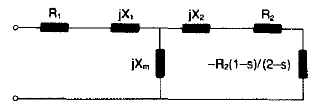 R₁
jX₁
jX₂
R₂
jXₘ
−R₂(1−s)/(2−s)